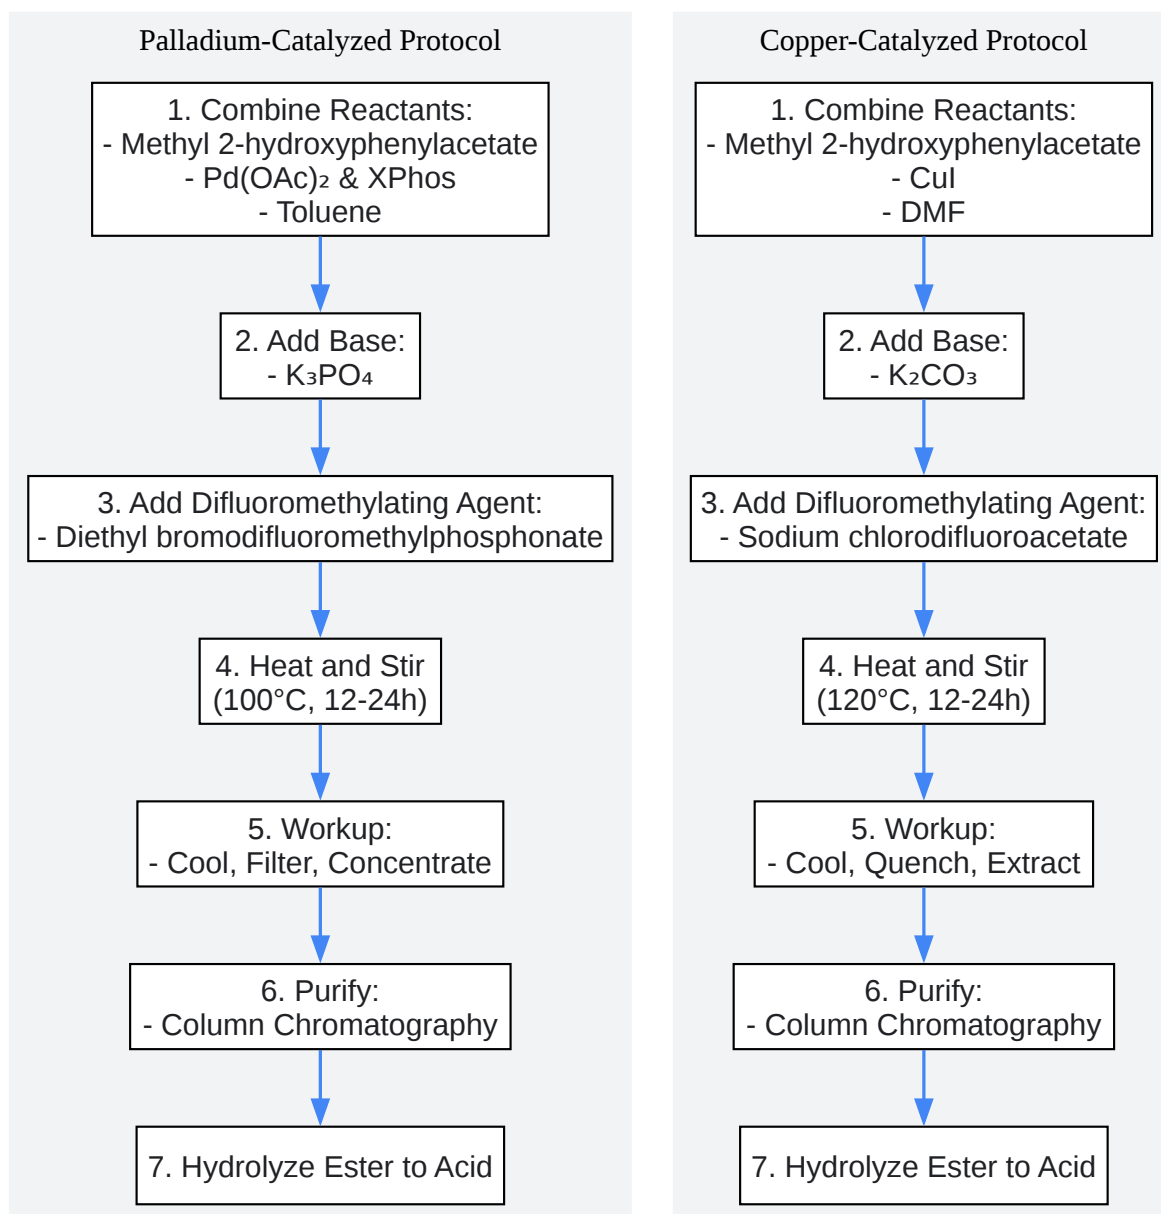 Palladium-Catalyzed Protocol
1. Combine Reactants:
- Methyl 2-hydroxyphenylacetate
- Pd(OAc)₂ & XPhos
- Toluene
2. Add Base:
- K₃PO₄
3. Add Difluoromethylating Agent:
- Diethyl bromodifluoromethylphosphonate
4. Heat and Stir
(100°C, 12-24h)
5. Workup:
- Cool, Filter, Concentrate
6. Purify:
- Column Chromatography
7. Hydrolyze Ester to Acid
Copper-Catalyzed Protocol
1. Combine Reactants:
- Methyl 2-hydroxyphenylacetate
- CuI
- DMF
2. Add Base:
- K₂CO₃
3. Add Difluoromethylating Agent:
- Sodium chlorodifluoroacetate
4. Heat and Stir
(120°C, 12-24h)
5. Workup:
- Cool, Quench, Extract
6. Purify:
- Column Chromatography
7. Hydrolyze Ester to Acid